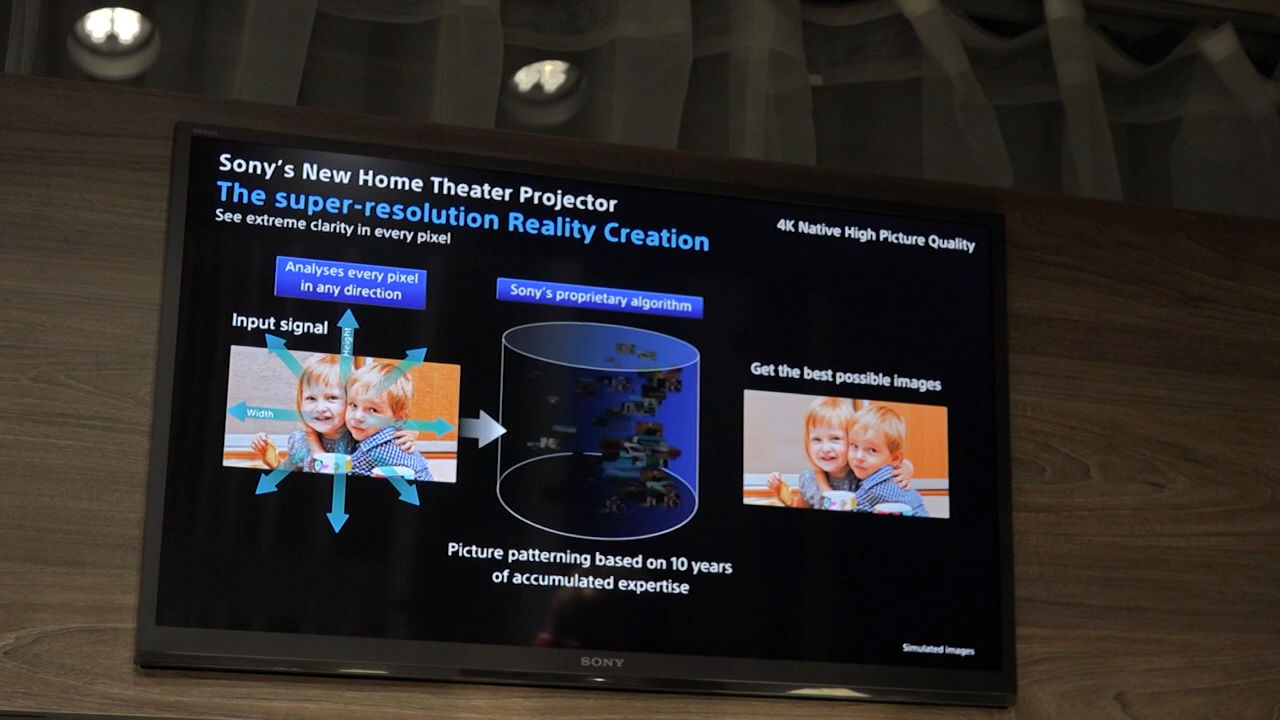 Sony's New Home Theater Projector
The super-resolution Reality Creation
See extreme clarity in every pixel
4K Native High Picture Quality
Analyses every pixel
in any direction
Sony's proprietary algorithm
Input signal
Height
Width
Get the best possible images
Picture patterning based on 10 years
of accumulated expertise
Simulated images
SONY